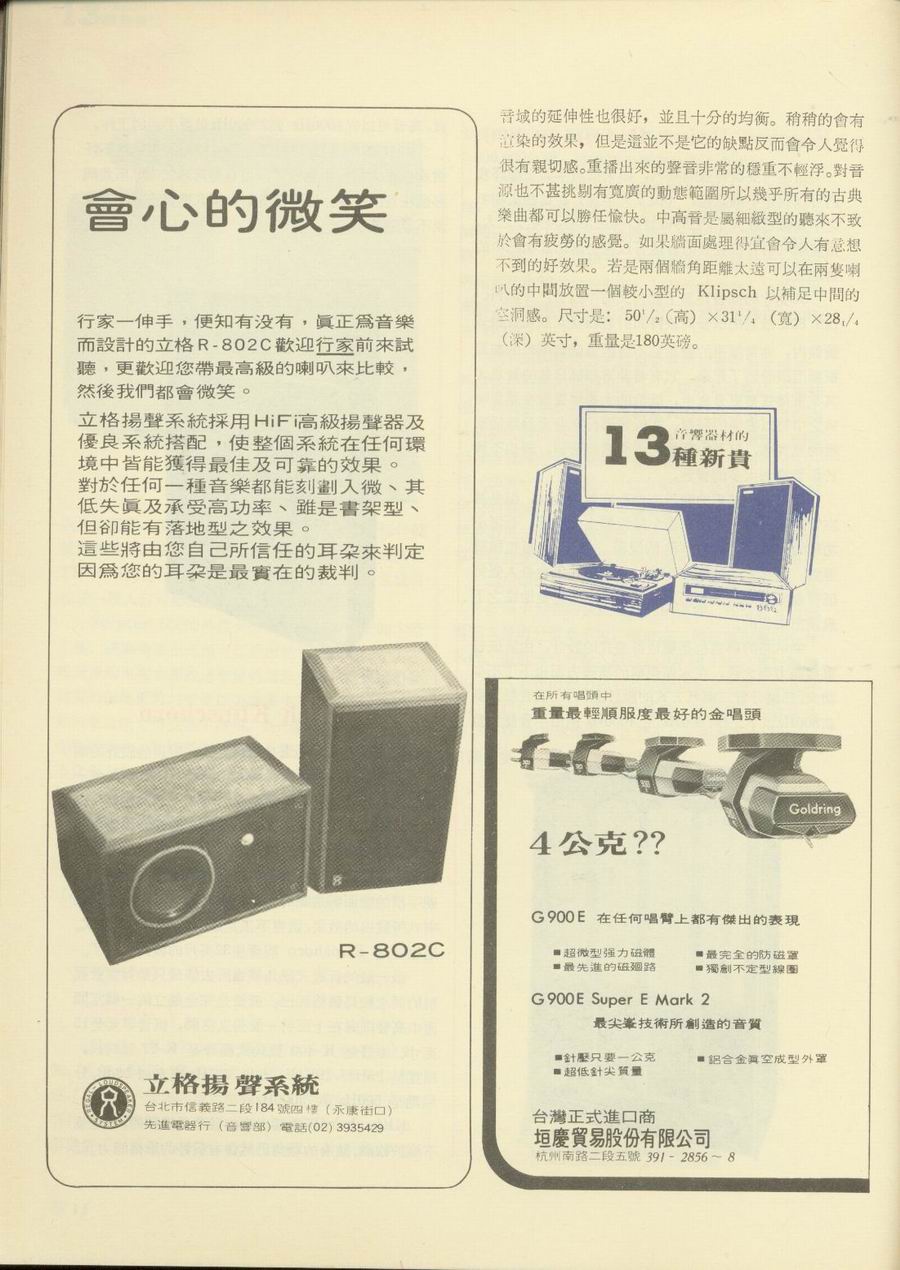 會心的微笑
行家一伸手，便知有没有，眞正爲音樂
而設計的立格R-802C歡迎行家前來試
聽，更歡迎您帶最高級的喇叭來比較，
然後我們都會微笑。
立格揚聲系統採用HiFi高級揚聲器及
優良系統搭配，使整個系統在任何環
境中皆能獲得最佳及可靠的效果。
對於任何一種音樂都能刻劃入微、其
低失眞及承受高功率、雖是書架型、
但卻能有落地型之效果。
這些將由您自己所信任的耳朶來判定
因爲您的耳朶是最實在的裁判。
R-802C
立格揚聲系統
台北市信義路二段184號四樓（永康街口）
先進電器行（音響部）電話(02) 3935429
音域的延伸性也很好，並且十分的均衡。稍稍的會有
渲染的效果，但是這並不是它的缺點反而會令人覺得
很有親切感。重播出來的聲音非常的穩重不輕浮。對音
源也不甚挑剔有寬廣的動態範圍所以幾乎所有的古典
樂曲都可以勝任愉快。中高音是屬細緻型的聽來不致
於會有疲勞的感覺。如果牆面處理得宜會令人有意想
不到的好效果。若是兩個牆角距離太遠可以在兩隻喇
叭的中間放置一個較小型的 Klipsch 以補足中間的
空洞感。尺寸是：50¹/₂（高）×31¹/₄（寬）×28₁/₄
（深）英寸，重量是180英磅。
13 音響器材的
種新貴
在所有唱頭中
重量最輕順服度最好的金唱頭
Goldring
4公克??
G900E 在任何唱臂上都有傑出的表現
■超微型强力磁體 ■最完全的防磁罩
■最先進的磁廻路 ■獨創不定型線圈
G900E Super E Mark 2
最尖峯技術所創造的音質
■針壓只要一公克 ■鋁合金眞空成型外罩
■超低針尖質量
台灣正式進口商
垣慶貿易股份有限公司
杭州南路二段五號 391-2856～8